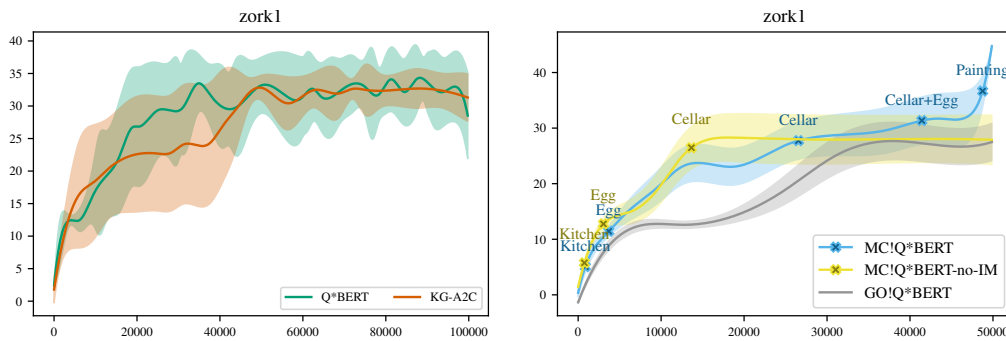 zork1
40
35
30
25
20
15
10
5
0
0
20000
40000
60000
80000
100000
Q*BERT
KG-A2C
zork1
40
30
20
10
0
0
10000
20000
30000
40000
50000
Painting
Cellar+Egg
Cellar
Cellar
Egg
Egg
Kitchen
Kitchen
MC!Q*BERT
MC!Q*BERT-no-IM
GO!Q*BERT